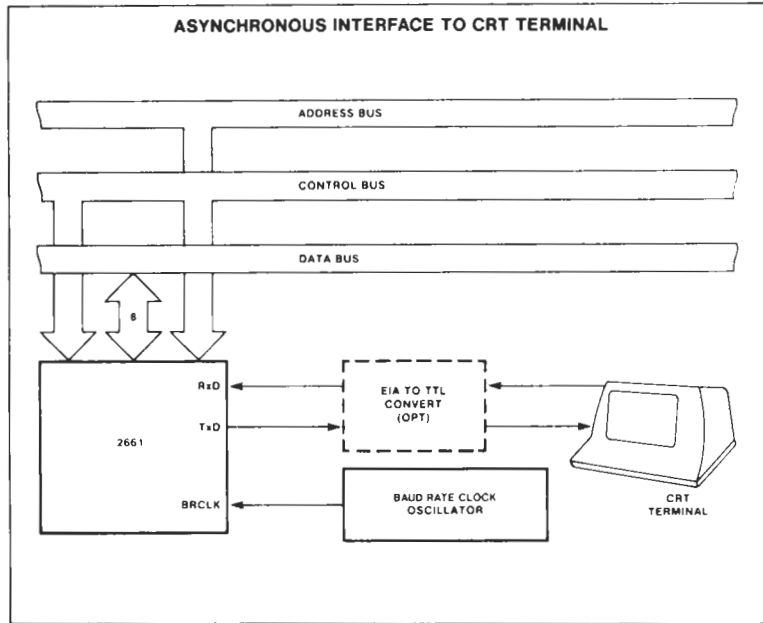 ASYNCHRONOUS INTERFACE TO CRT TERMINAL
ADDRESS BUS
CONTROL BUS
DATA BUS
8
RxD
TxD
2661
BRCLK
EIA TO TTL
CONVERT
(OPT)
BAUD RATE CLOCK
OSCILLATOR
CRT
TERMINAL